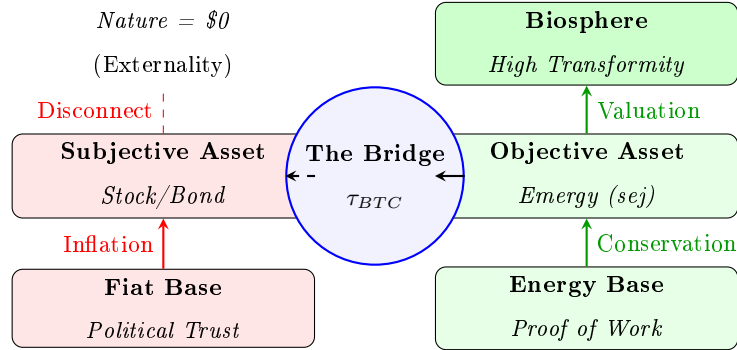 Nature = $0
(Externality)
Disconnect
Subjective Asset
Stock/Bond
Inflation
Fiat Base
Political Trust
The Bridge
τ_BTC
Biosphere
High Transformity
Valuation
Objective Asset
Emergy (sej)
Conservation
Energy Base
Proof of Work